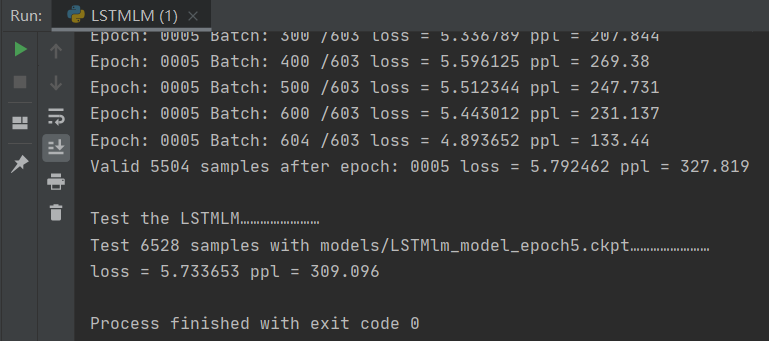 Run: LSTMLM (1)
Epoch: 0005 Batch: 300 /603 loss = 5.336789 ppl = 207.844
Epoch: 0005 Batch: 400 /603 loss = 5.596125 ppl = 269.38
Epoch: 0005 Batch: 500 /603 loss = 5.512344 ppl = 247.731
Epoch: 0005 Batch: 600 /603 loss = 5.443012 ppl = 231.137
Epoch: 0005 Batch: 604 /603 loss = 4.893652 ppl = 133.44
Valid 5504 samples after epoch: 0005 loss = 5.792462 ppl = 327.819
Test the LSTMLM……………………
Test 6528 samples with models/LSTMlm_model_epoch5.ckpt……………………
loss = 5.733653 ppl = 309.096
Process finished with exit code 0